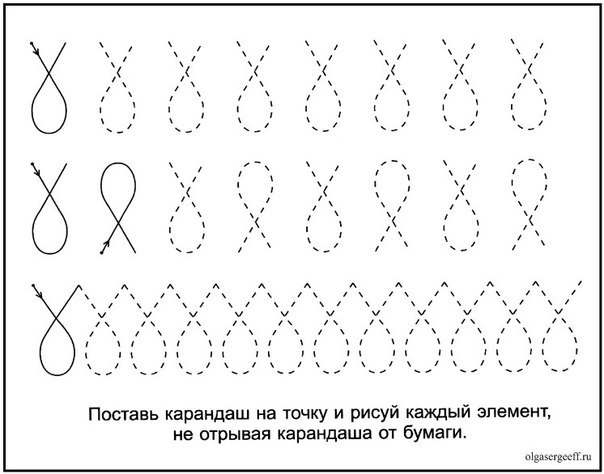 Поставь карандаш на точку и рисуй каждый элемент,
не отрывая карандаша от бумаги.
olgasergeeff.ru